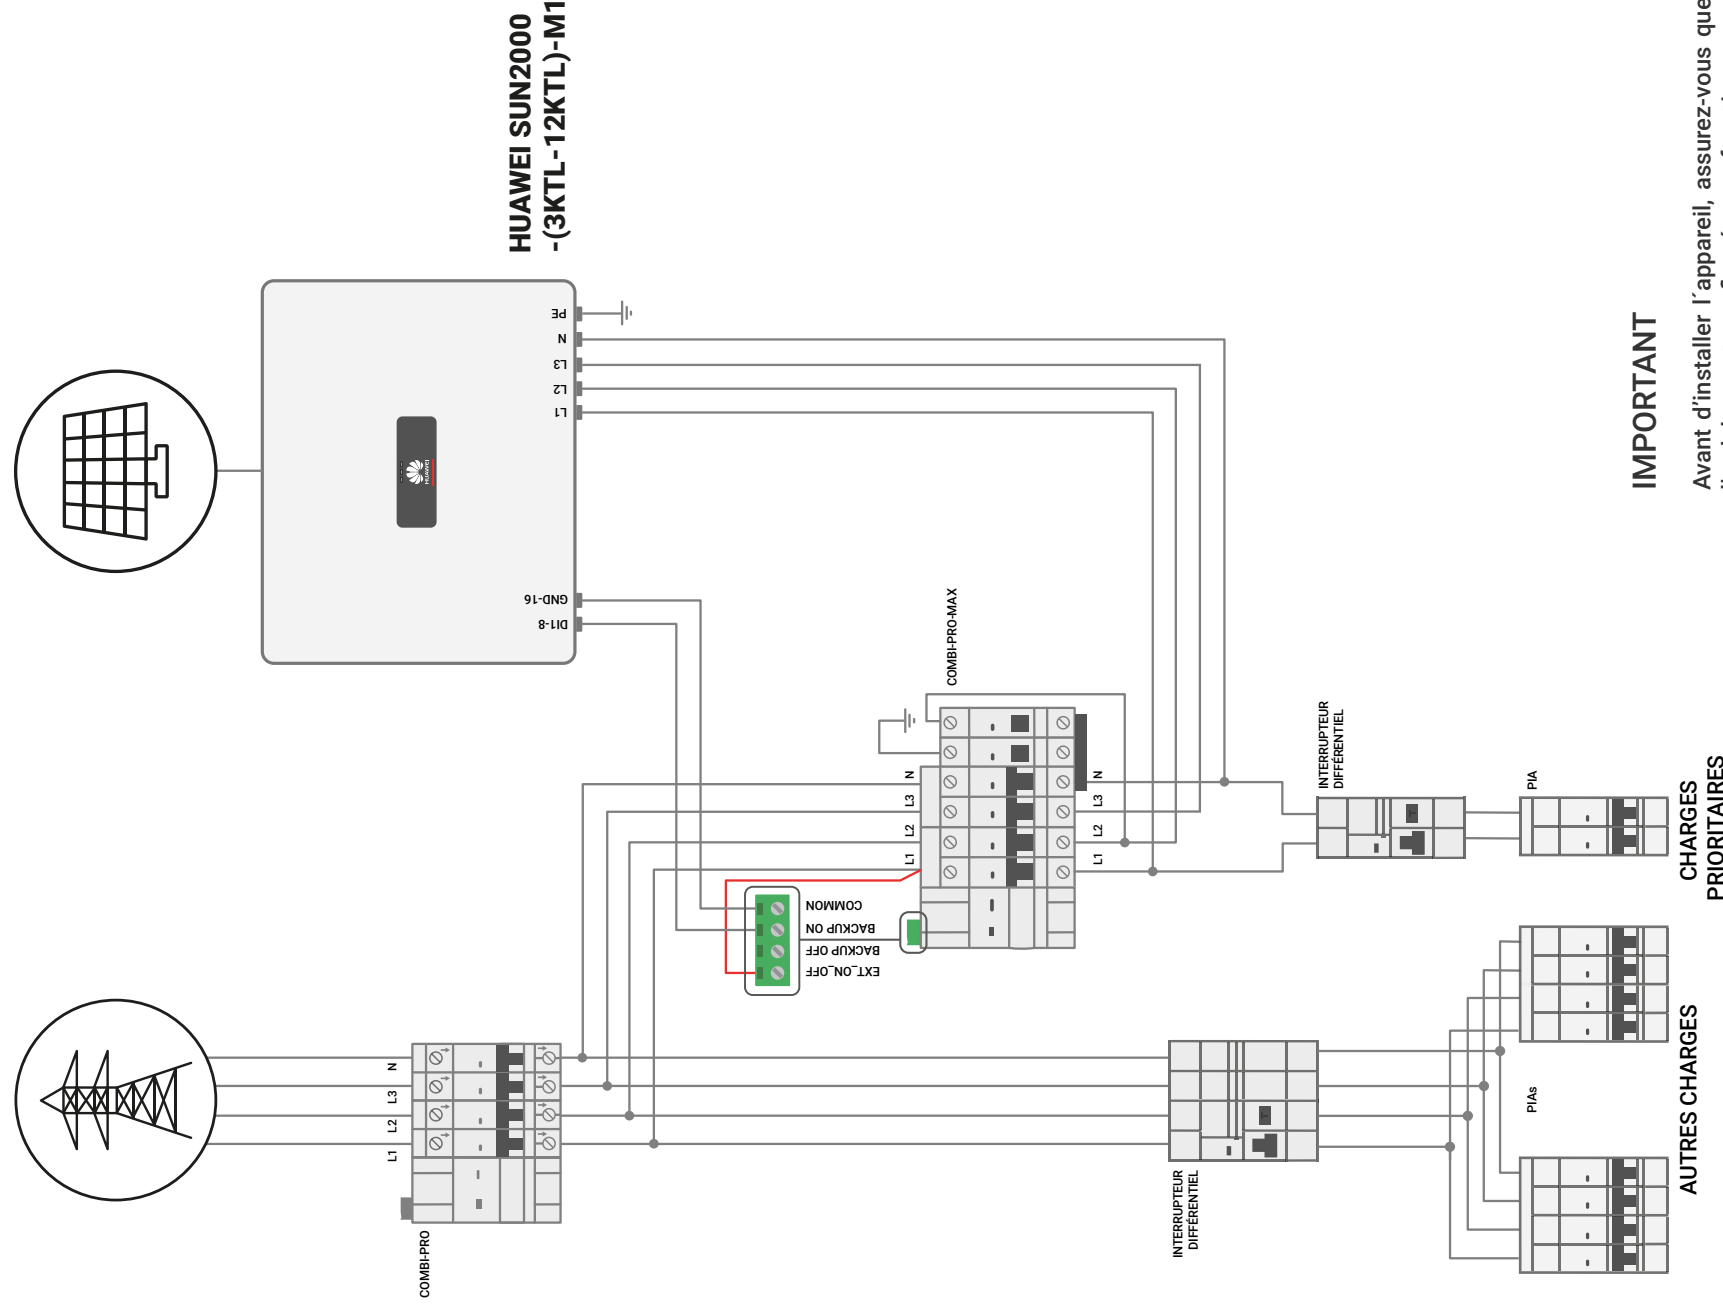 HUAWEI SUN2000
-(3KTL-12KTL)-M1
PE
N
L3
L2
L1
HUAWEI
GND-16
DI1-8
COMBI-PRO-MAX
N
L3
L2
L1
N
L3
L2
L1
COMMON
BACKUP ON
BACKUP OFF
EXT_ON_OFF
N
L3
L2
L1
COMBI-PRO
INTERRUPTEUR
DIFFÉRENTIEL
PIA
CHARGES
PRIORITAIRES
INTERRUPTEUR
DIFFÉRENTIEL
PIAs
AUTRES CHARGES
IMPORTANT
Avant d'installer l´appareil, assurez-vous que